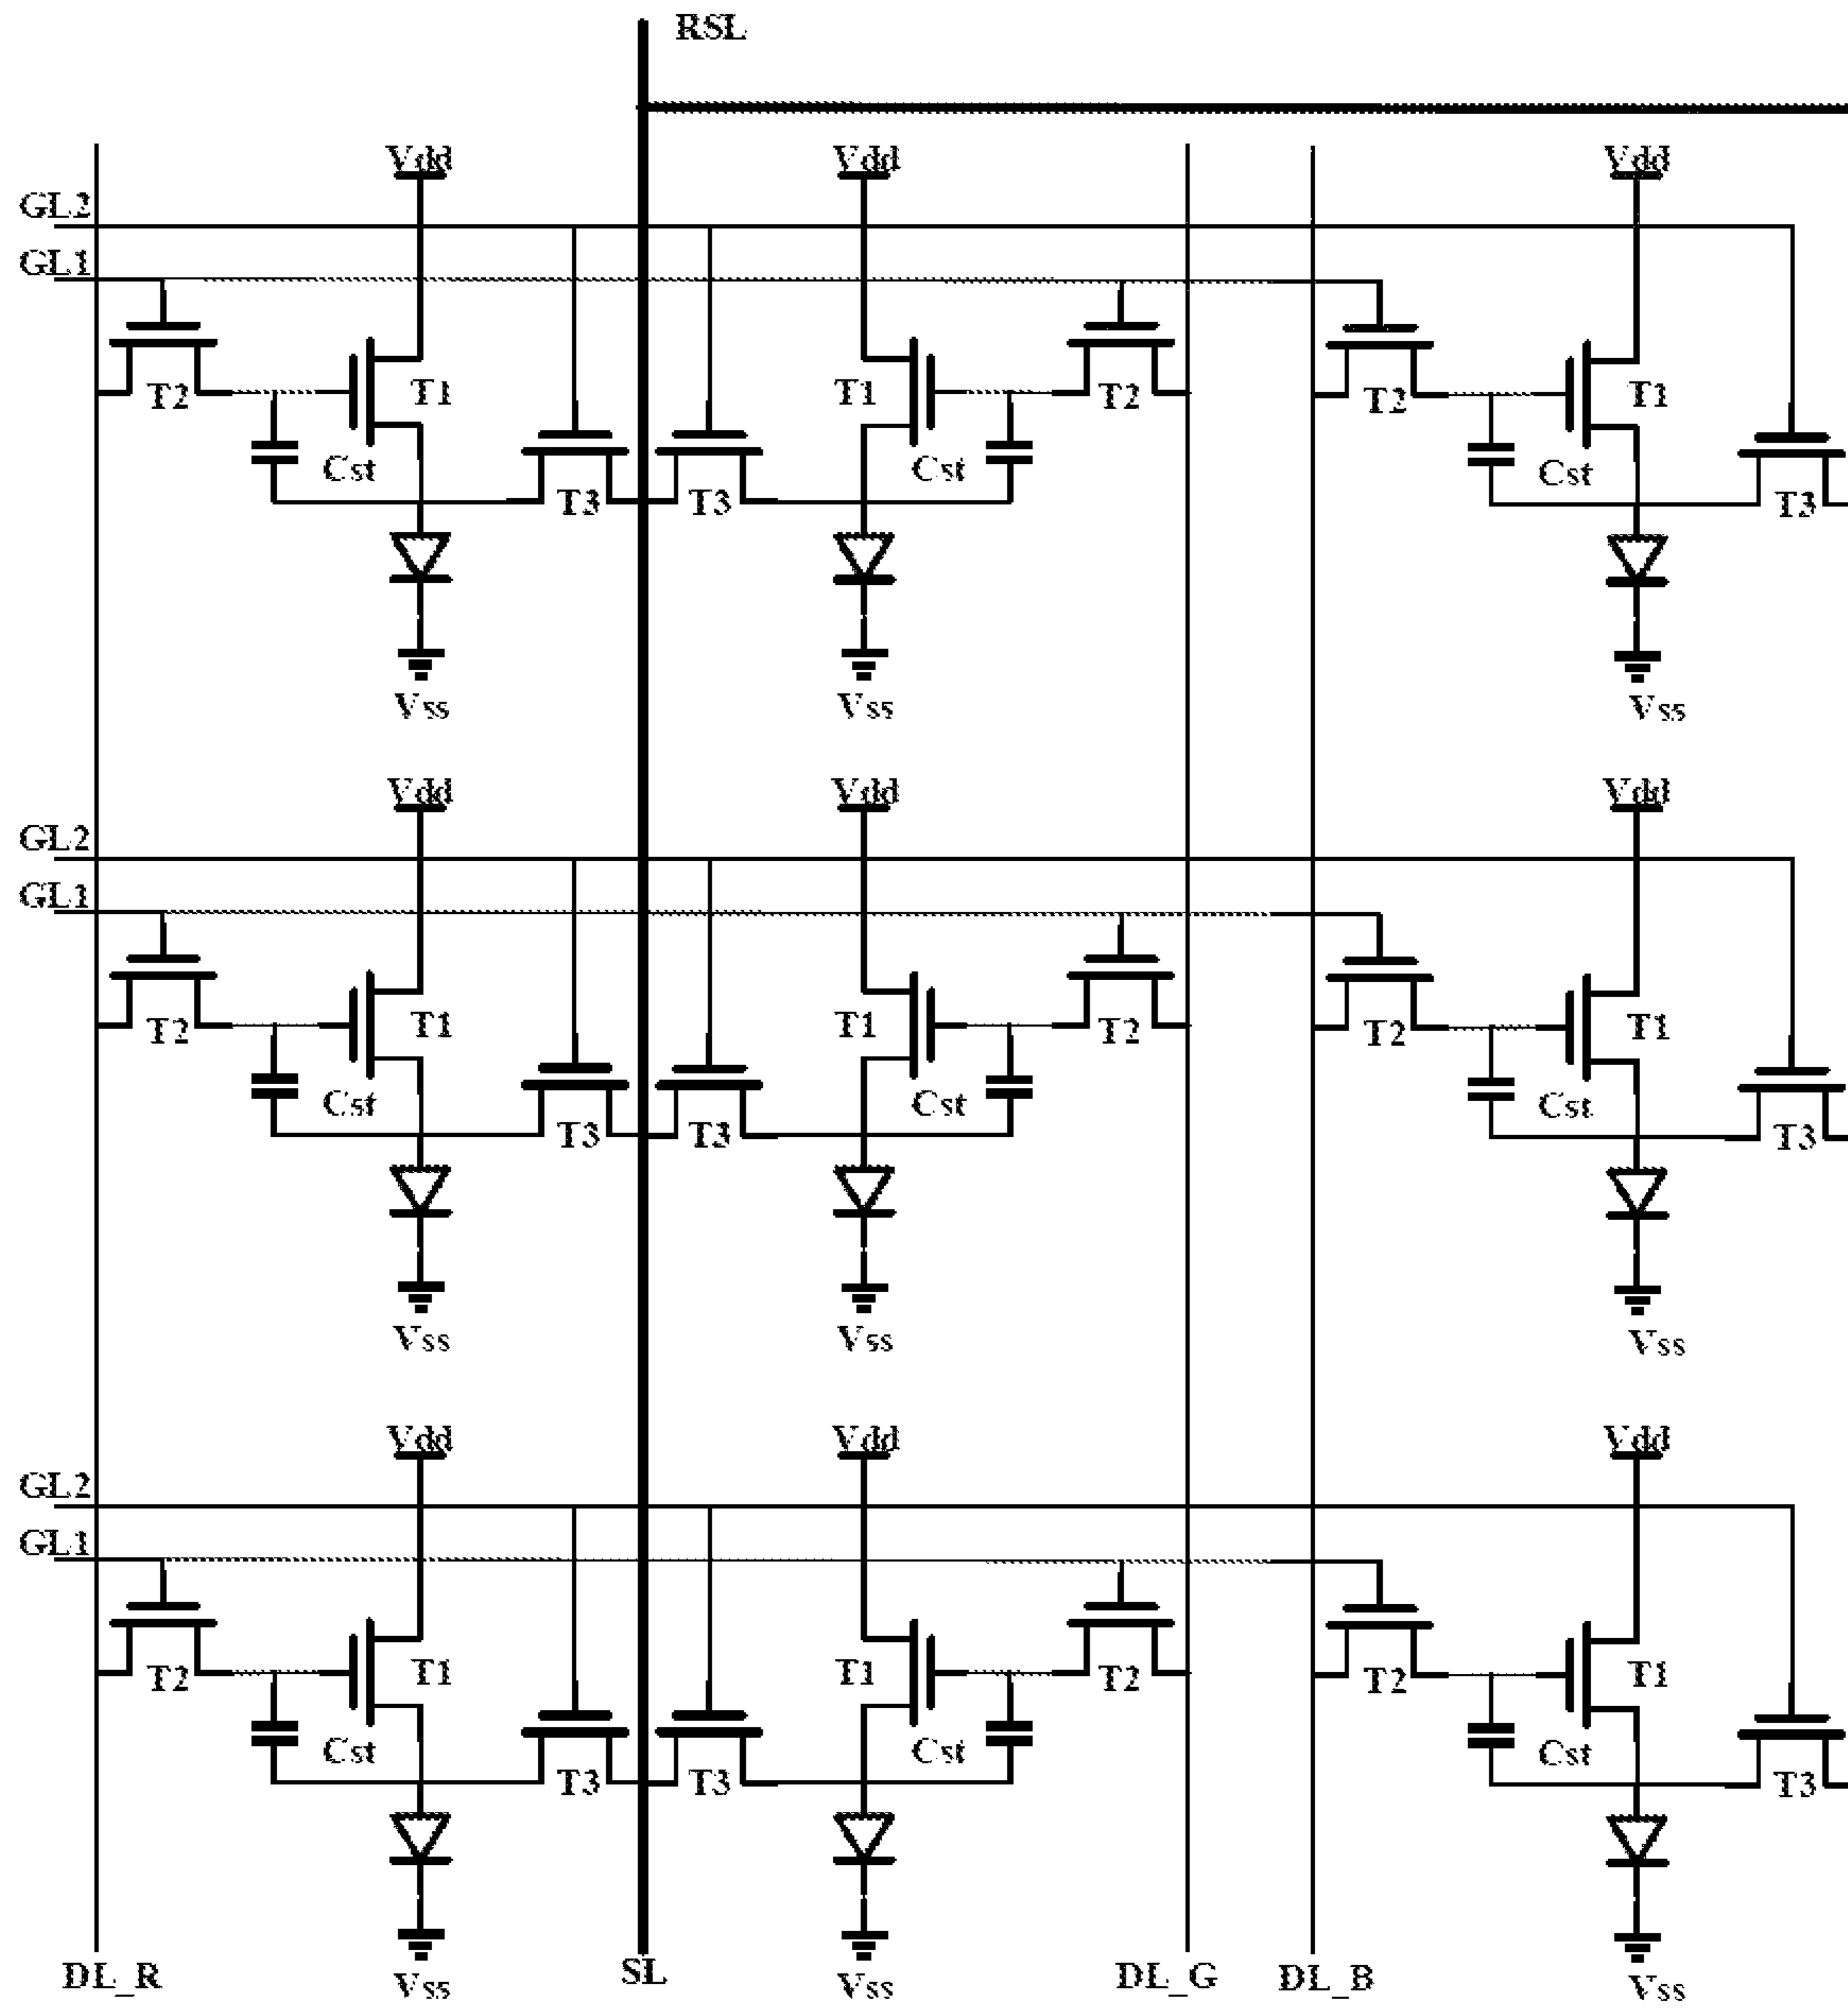 RSL
Vdd Vdd Vdd
GL2
GL1
T2 T1 T1 T2 T2 T1
Cst Cst Cst
T3 T3 T3
Vss Vss Vss
Vdd Vdd Vdd
GL2
GL1
T2 T1 T1 T2 T2 T1
Cst Cst Cst
T3 T3 T3
Vss Vss Vss
Vdd Vdd Vdd
GL2
GL1
T2 T1 T1 T2 T2 T1
Cst Cst Cst
T3 T3 T3
DL_R Vss SL Vss DL_G DL_B Vss